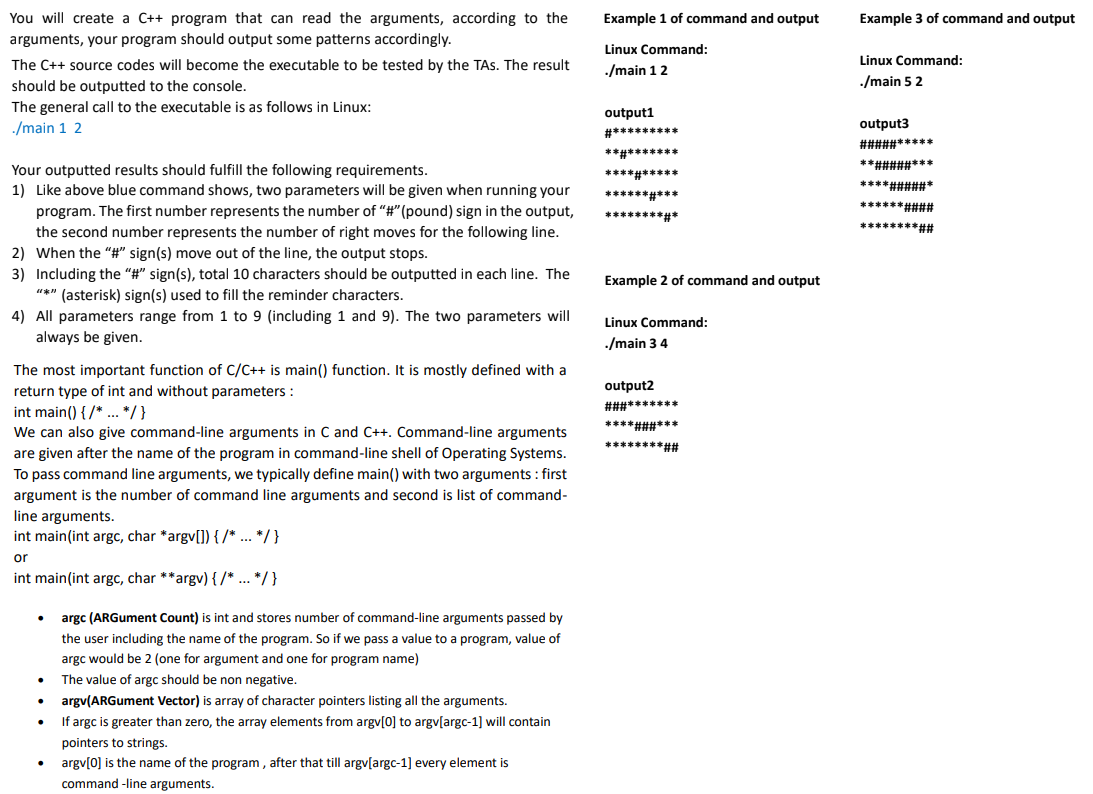 You will create a C++ program that can read the arguments, according to the
arguments, your program should output some patterns accordingly.
The C++ source codes will become the executable to be tested by the TAs. The result
should be outputted to the console.
The general call to the executable is as follows in Linux:
./main 1 2
Your outputted results should fulfill the following requirements.
1) Like above blue command shows, two parameters will be given when running your
program. The first number represents the number of “#”(pound) sign in the output,
the second number represents the number of right moves for the following line.
2) When the “#” sign(s) move out of the line, the output stops.
3) Including the “#” sign(s), total 10 characters should be outputted in each line. The
“*” (asterisk) sign(s) used to fill the reminder characters.
4) All parameters range from 1 to 9 (including 1 and 9). The two parameters will
always be given.
The most important function of C/C++ is main() function. It is mostly defined with a
return type of int and without parameters :
int main() { /* ... */ }
We can also give command-line arguments in C and C++. Command-line arguments
are given after the name of the program in command-line shell of Operating Systems.
To pass command line arguments, we typically define main() with two arguments : first
argument is the number of command line arguments and second is list of command-
line arguments.
int main(int argc, char *argv[]) { /* ... */ }
or
int main(int argc, char **argv) { /* ... */ }
• argc (ARGument Count) is int and stores number of command-line arguments passed by
the user including the name of the program. So if we pass a value to a program, value of
argc would be 2 (one for argument and one for program name)
• The value of argc should be non negative.
• argv(ARGument Vector) is array of character pointers listing all the arguments.
• If argc is greater than zero, the array elements from argv[0] to argv[argc-1] will contain
pointers to strings.
• argv[0] is the name of the program , after that till argv[argc-1] every element is
command -line arguments.
Example 1 of command and output
Linux Command:
./main 1 2
output1
#*********
**#*******
****#*****
******#***
********#*
Example 2 of command and output
Linux Command:
./main 3 4
output2
###*******
****###***
********##
Example 3 of command and output
Linux Command:
./main 5 2
output3
#####*****
**#####***
****#####*
******####
********##